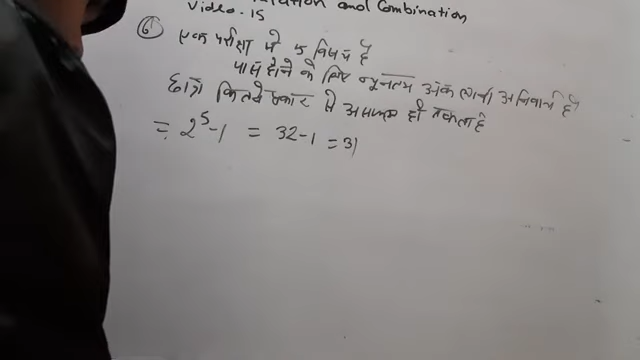 and Combination
Video. 15
6 एक परीक्षा में 5 विषय है
पास होने के लिए न्यूनतम अंक लाना अनिवार्य है
छात्र कितने प्रकार से असफल हो सकता है
= 2⁵-1 = 32-1 = 31